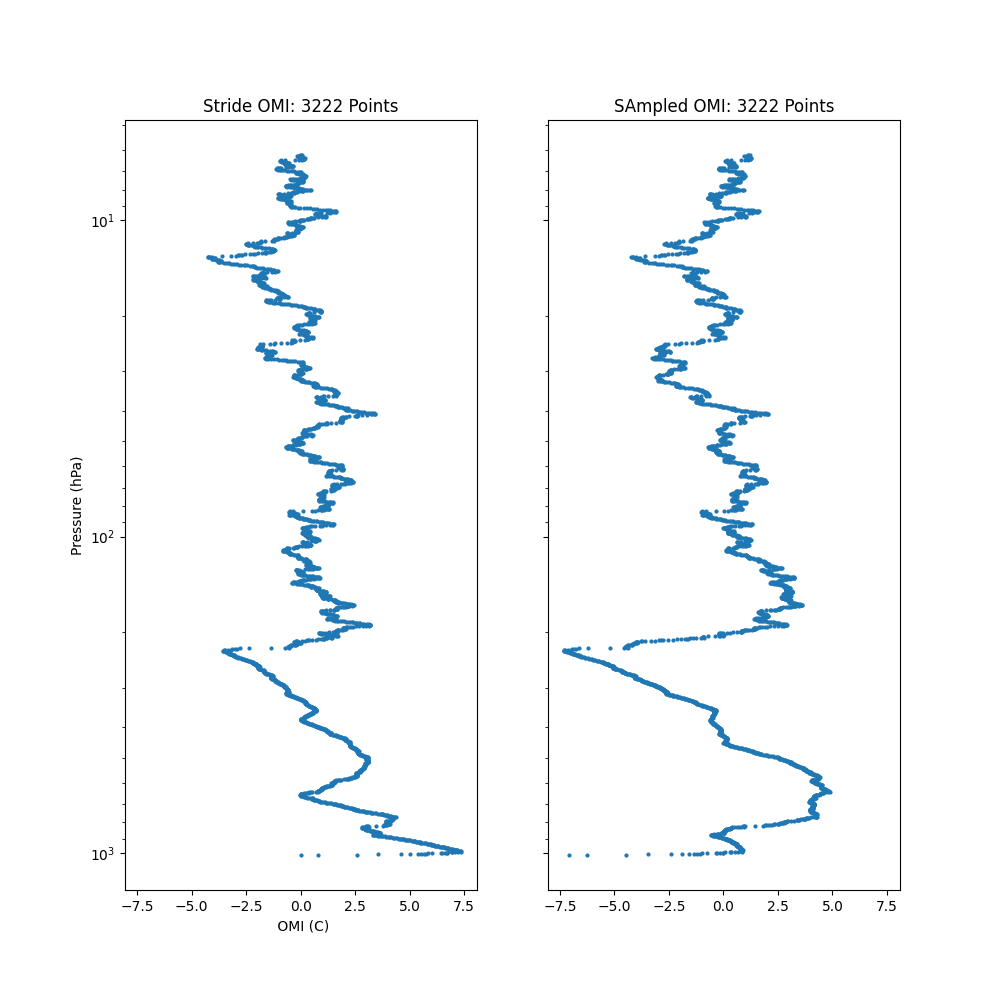 Stride OMI: 3222 Points
SAmpled OMI: 3222 Points
Pressure (hPa)
10¹
10²
10³
−7.5 −5.0 −2.5 0.0 2.5 5.0 7.5
OMI (C)
−7.5 −5.0 −2.5 0.0 2.5 5.0 7.5